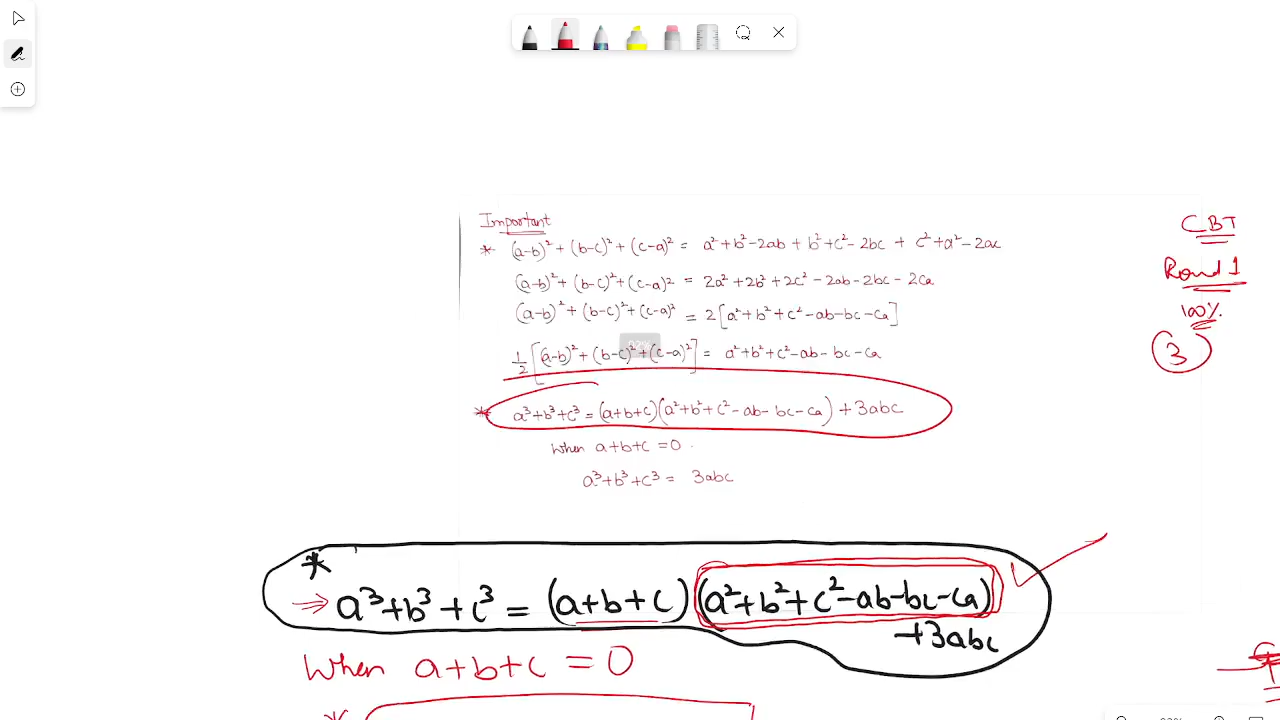 Important
* (a-b)² + (b-c)² + (c-a)² = a²+b²-2ab + b²+c²-2bc + c²+a²-2ac
(a-b)² + (b-c)² + (c-a)² = 2a²+2b²+2c²-2ab-2bc-2ca
(a-b)² + (b-c)² + (c-a)² = 2[a²+b²+c²-ab-bc-ca]
1/2[(a-b)² + (b-c)² + (c-a)²] = a²+b²+c²-ab-bc-ca
* a³+b³+c³ = (a+b+c)(a²+b²+c²-ab-bc-ca) +3abc
When a+b+c=0
a³+b³+c³ = 3abc
CBT
Round 1
100%
3
*
⇒ a³+b³+c³ = (a+b+c)(a²+b²+c²-ab-bc-ca)
+3abc
When a+b+c = 0
*